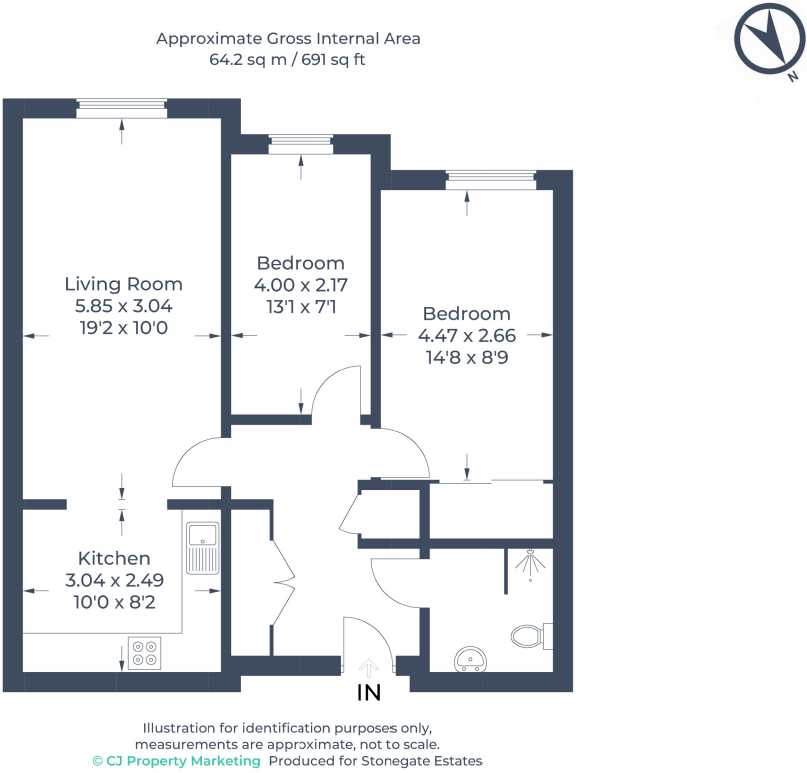 Approximate Gross Internal Area
64.2 sq m / 691 sq ft
N
Living Room
5.85 x 3.04
19'2 x 10'0
Bedroom
4.00 x 2.17
13'1 x 7'1
Bedroom
4.47 x 2.66
14'8 x 8'9
Kitchen
3.04 x 2.49
10'0 x 8'2
IN
Illustration for identification purposes only,
measurements are approximate, not to scale.
© CJ Property Marketing Produced for Stonegate Estates